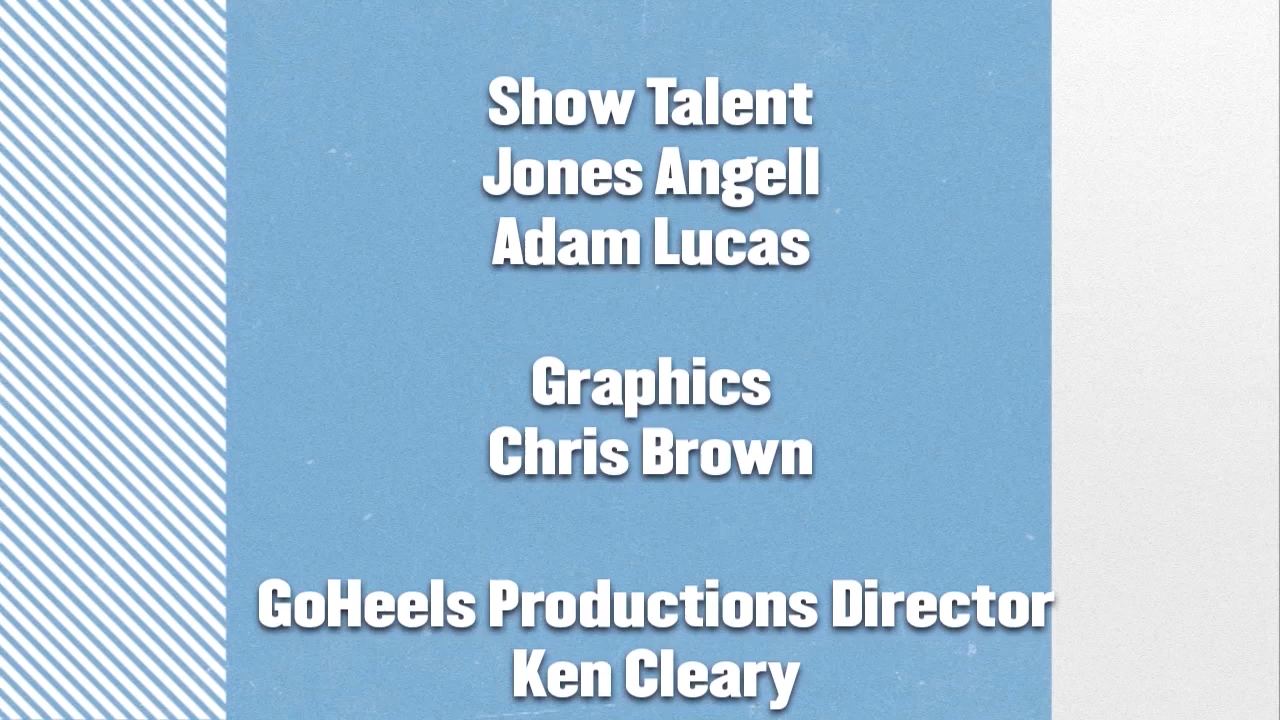 Show Talent
Jones Angell
Adam Lucas
Graphics
Chris Brown
GoHeels Productions Director
Ken Cleary